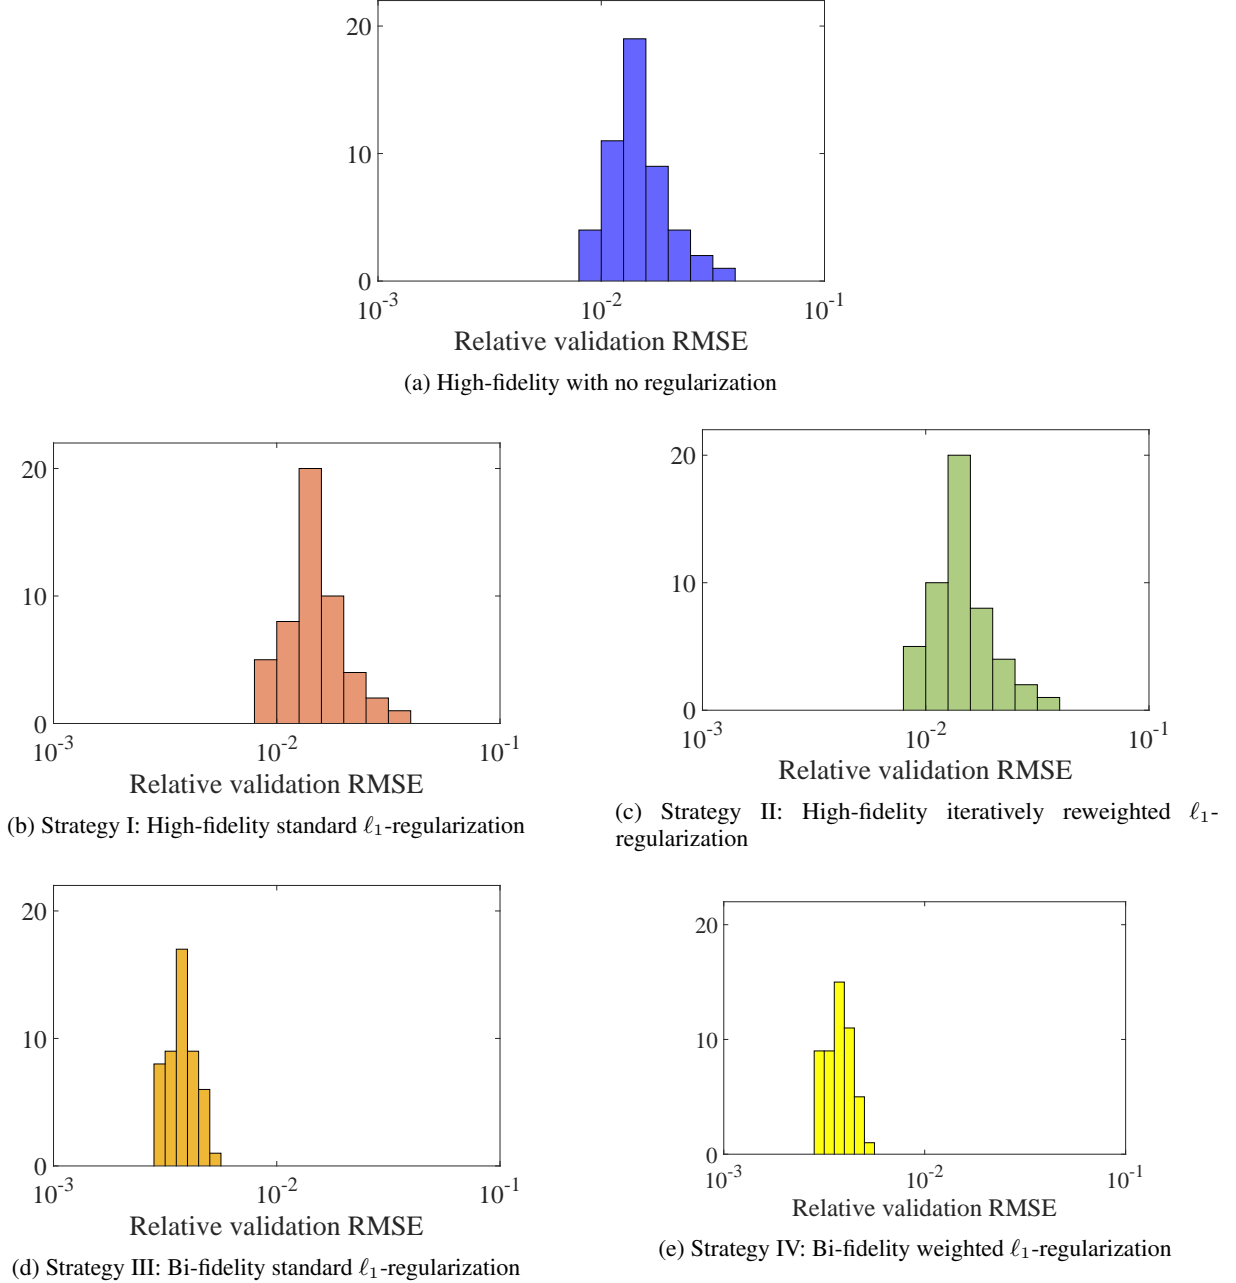 20
10
0
10-3
10-2
10-1
Relative validation RMSE
(a) High-fidelity with no regularization
20
10
0
10-3
10-2
10-1
Relative validation RMSE
(b) Strategy I: High-fidelity standard ℓ1-regularization
20
10
0
10-3
10-2
10-1
Relative validation RMSE
(c) Strategy II: High-fidelity iteratively reweighted ℓ1-
regularization
20
10
0
10-3
10-2
10-1
Relative validation RMSE
(d) Strategy III: Bi-fidelity standard ℓ1-regularization
20
10
0
10-3
10-2
10-1
Relative validation RMSE
(e) Strategy IV: Bi-fidelity weighted ℓ1-regularization